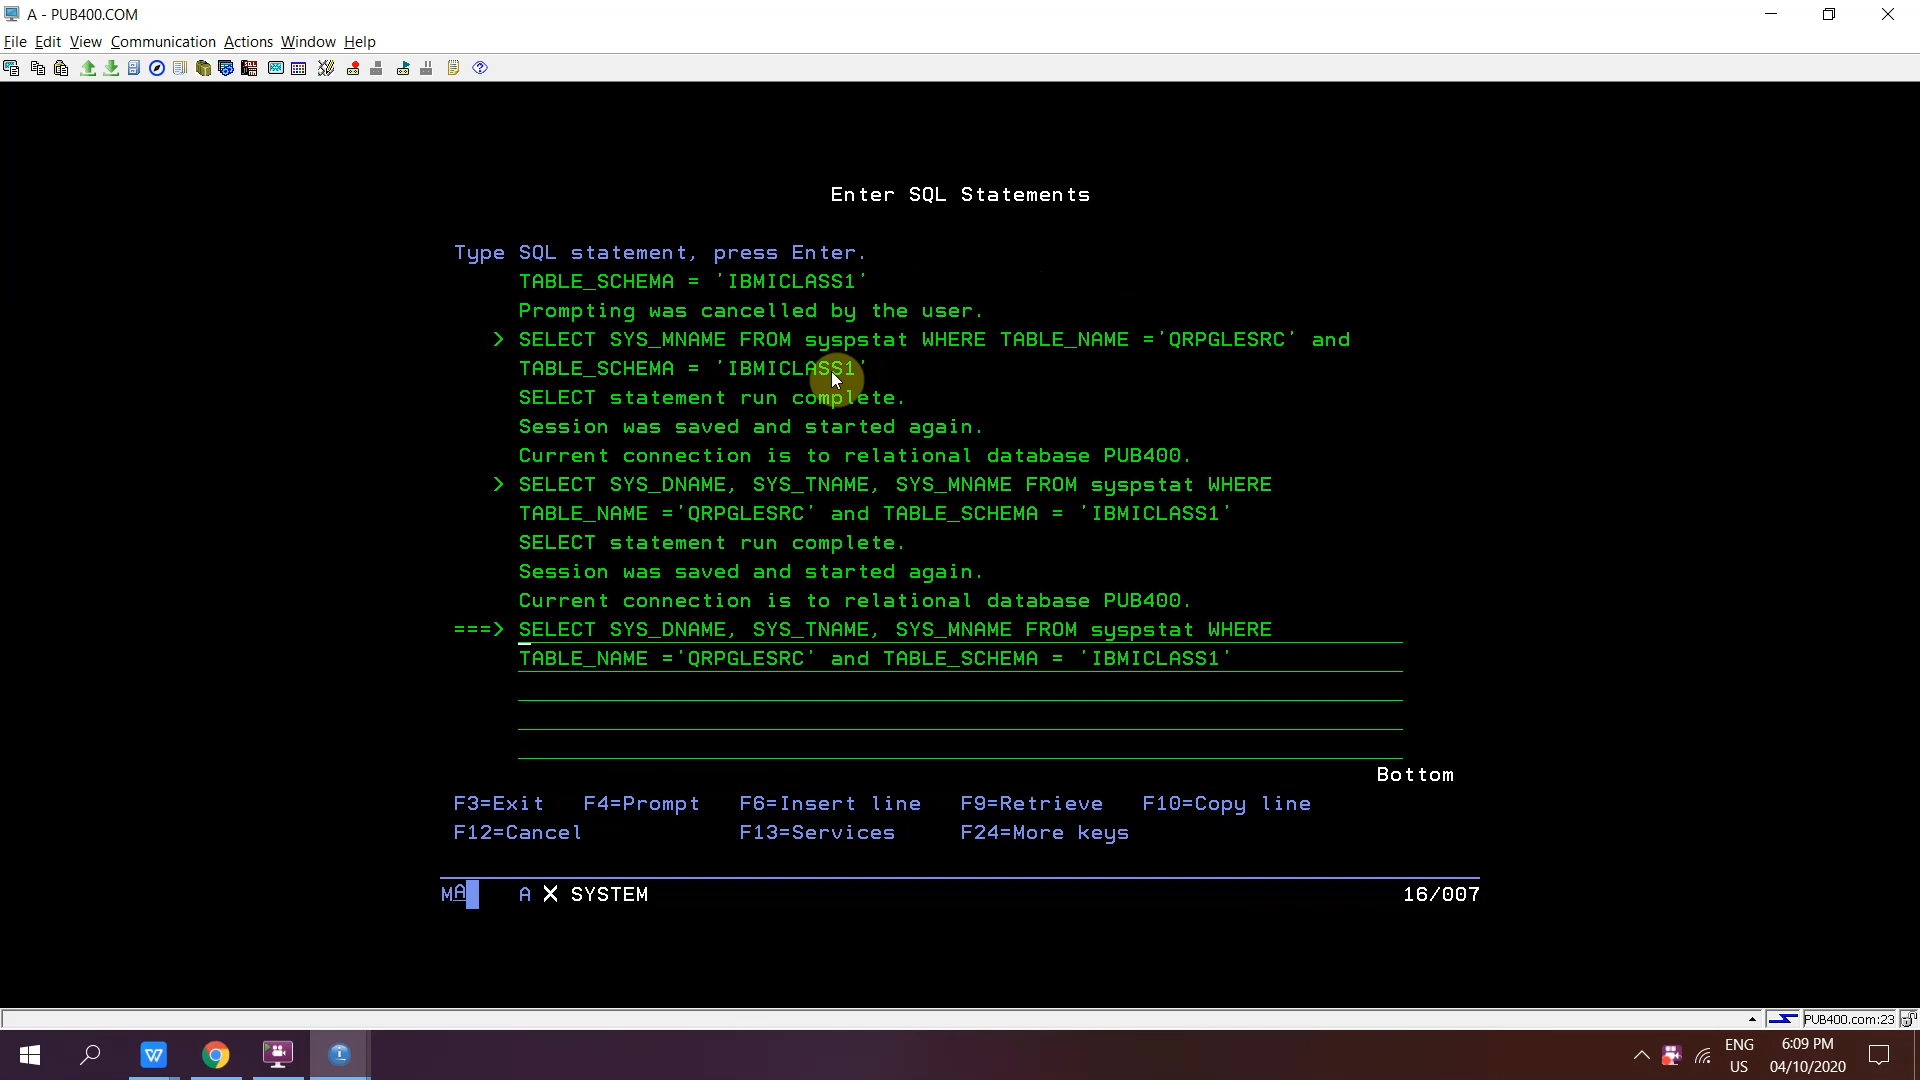 A - PUB400.COM
File Edit View Communication Actions Window Help
Enter SQL Statements
Type SQL statement, press Enter.
TABLE_SCHEMA = 'IBMICLASS1'
Prompting was cancelled by the user.
> SELECT SYS_MNAME FROM syspstat WHERE TABLE_NAME ='QRPGLESRC' and
TABLE_SCHEMA = 'IBMICLASS1'
SELECT statement run complete.
Session was saved and started again.
Current connection is to relational database PUB400.
> SELECT SYS_DNAME, SYS_TNAME, SYS_MNAME FROM syspstat WHERE
TABLE_NAME ='QRPGLESRC' and TABLE_SCHEMA = 'IBMICLASS1'
SELECT statement run complete.
Session was saved and started again.
Current connection is to relational database PUB400.
===> SELECT SYS_DNAME, SYS_TNAME, SYS_MNAME FROM syspstat WHERE
TABLE_NAME ='QRPGLESRC' and TABLE_SCHEMA = 'IBMICLASS1'
Bottom
F3=Exit F4=Prompt F6=Insert line F9=Retrieve F10=Copy line
F12=Cancel F13=Services F24=More keys
MA A X SYSTEM 16/007
PUB400.com:23
ENG 6:09 PM
US 04/10/2020